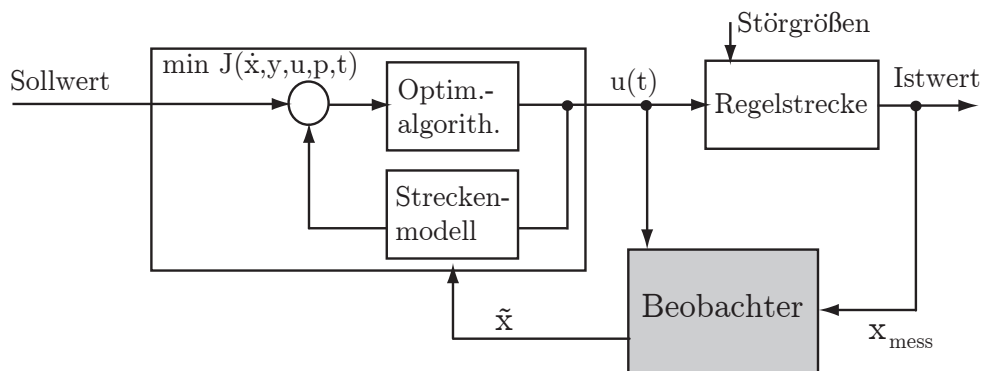 Störgrößen
min J(ẋ,y,u,p,t)
Sollwert
u(t)
Istwert
Optim.-
algorith.
Regelstrecke
Strecken-
modell
Beobachter
x̃
x mess